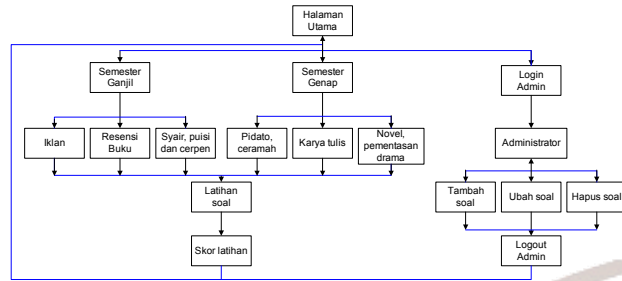 Halaman
Utama
Semester
Ganjil
Semester
Genap
Login
Admin
Iklan
Resensi
Buku
Syair, puisi
dan cerpen
Pidato,
ceramah
Karya tulis
Novel,
pementasan
drama
Administrator
Latihan
soal
Tambah
soal
Ubah soal
Hapus soal
Skor latihan
Logout
Admin